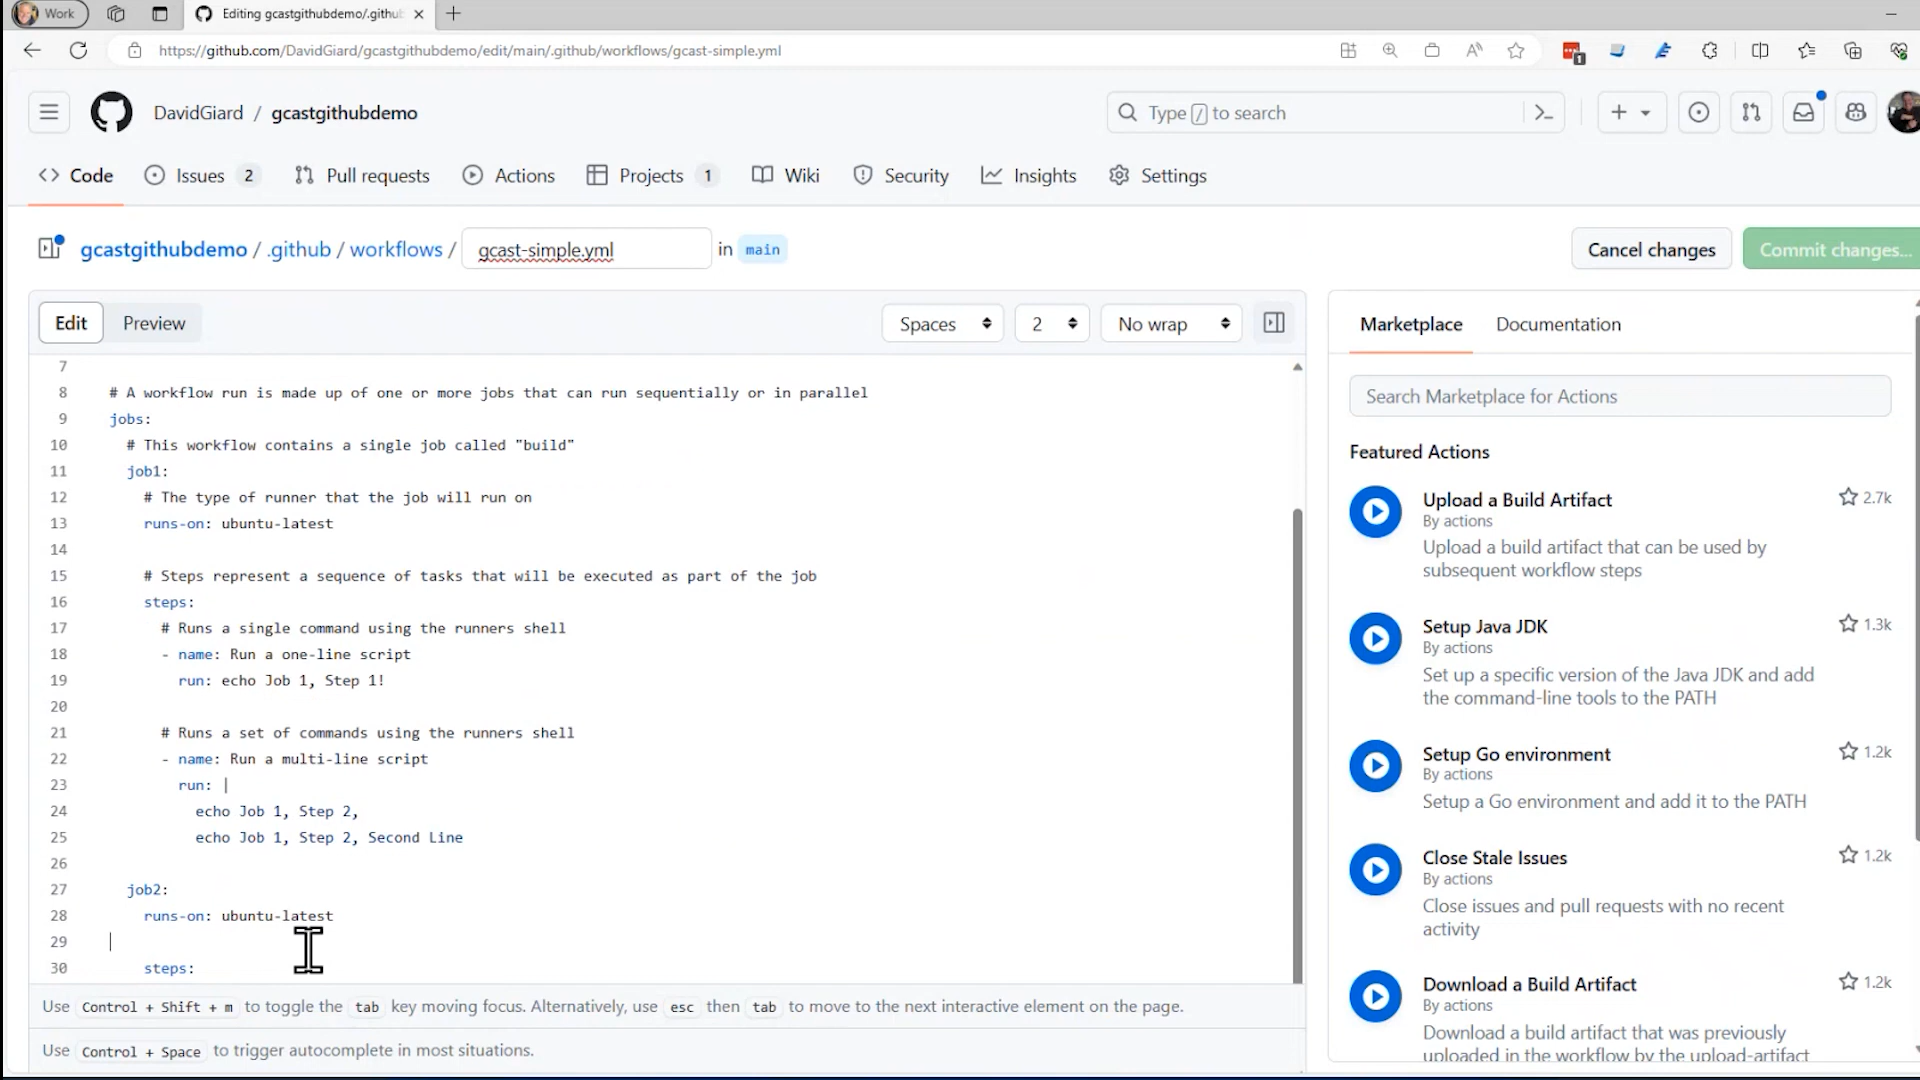 Work
Editing gcastgithubdemo/.githu
https://github.com/DavidGiard/gcastgithubdemo/edit/main/.github/workflows/gcast-simple.yml
1
DavidGiard / gcastgithubdemo
Type / to search
Code
Issues 2
Pull requests
Actions
Projects 1
Wiki
Security
Insights
Settings
gcastgithubdemo / .github / workflows / gcast-simple.yml in main
Cancel changes
Commit changes...
Edit
Preview
Spaces
2
No wrap
7
8 # A workflow run is made up of one or more jobs that can run sequentially or in parallel
9 jobs:
10 # This workflow contains a single job called "build"
11 job1:
12 # The type of runner that the job will run on
13 runs-on: ubuntu-latest
14
15 # Steps represent a sequence of tasks that will be executed as part of the job
16 steps:
17 # Runs a single command using the runners shell
18 - name: Run a one-line script
19 run: echo Job 1, Step 1!
20
21 # Runs a set of commands using the runners shell
22 - name: Run a multi-line script
23 run: |
24 echo Job 1, Step 2,
25 echo Job 1, Step 2, Second Line
26
27 job2:
28 runs-on: ubuntu-latest
29
30 steps:
Use Control + Shift + m to toggle the tab key moving focus. Alternatively, use esc then tab to move to the next interactive element on the page.
Use Control + Space to trigger autocomplete in most situations.
Marketplace
Documentation
Search Marketplace for Actions
Featured Actions
Upload a Build Artifact 2.7k
By actions
Upload a build artifact that can be used by
subsequent workflow steps
Setup Java JDK 1.3k
By actions
Set up a specific version of the Java JDK and add
the command-line tools to the PATH
Setup Go environment 1.2k
By actions
Setup a Go environment and add it to the PATH
Close Stale Issues 1.2k
By actions
Close issues and pull requests with no recent
activity
Download a Build Artifact 1.2k
By actions
Download a build artifact that was previously
uploaded in the workflow by the upload-artifact